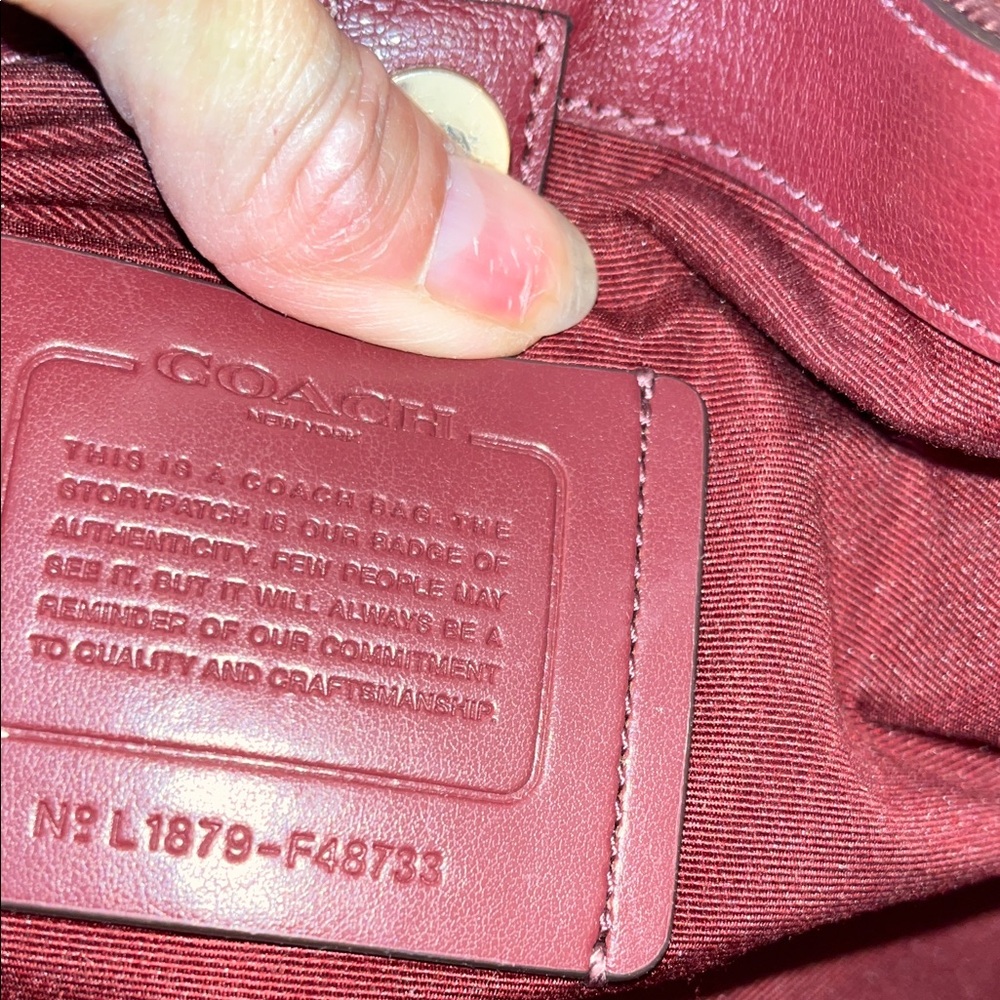 COACH
NEW YORK
THIS IS A COACH BAG. THE
STORYPATCH IS OUR BADGE OF
AUTHENTICITY. FEW PEOPLE MAY
SEE IT, BUT IT WILL ALWAYS BE A
REMINDER OF OUR COMMITMENT
TO QUALITY AND CRAFTSMANSHIP.
Nº L1879-F48733